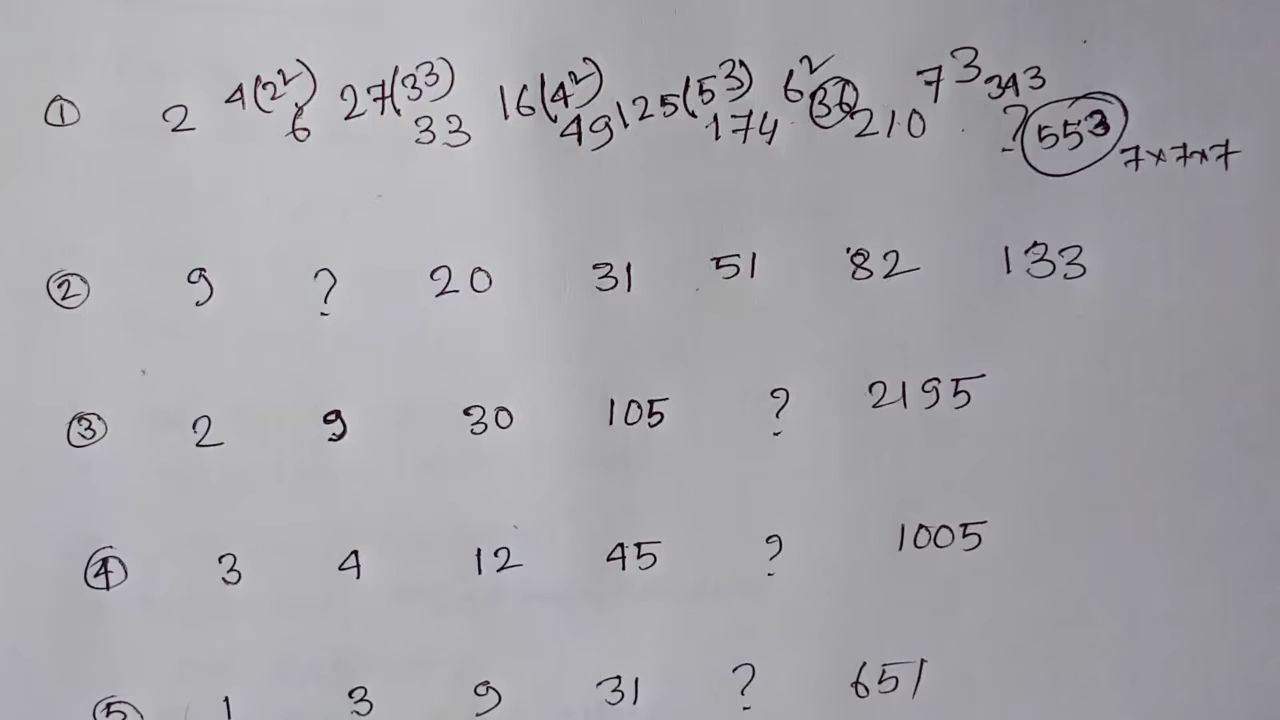 ① 2 4(2²) 6 27(3³) 33 16(4²) 49 125(5³) 174 6² 36 210 7³ 343 ? 553 7×7×7
② 9 ? 20 31 51 82 133
③ 2 9 30 105 ? 2195
④ 3 4 12 45 ? 1005
⑤ 1 3 9 31 ? 651